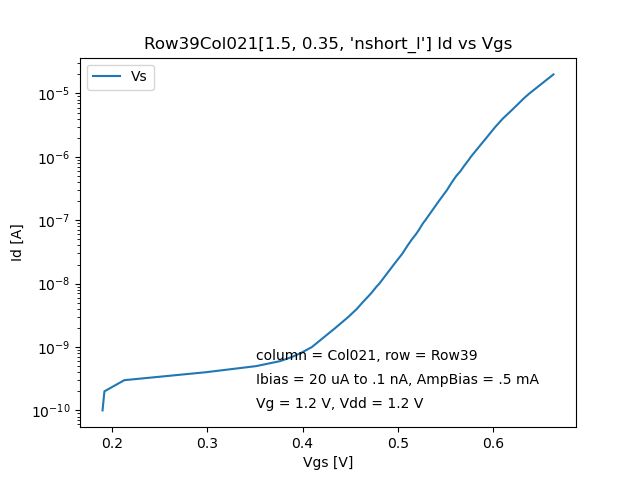 Row39Col021[1.5, 0.35, 'nshort_l'] Id vs Vgs
Vs
10⁻⁵
10⁻⁶
10⁻⁷
10⁻⁸
10⁻⁹
10⁻¹⁰
Id [A]
column = Col021, row = Row39
Ibias = 20 uA to .1 nA, AmpBias = .5 mA
Vg = 1.2 V, Vdd = 1.2 V
0.2 0.3 0.4 0.5 0.6
Vgs [V]